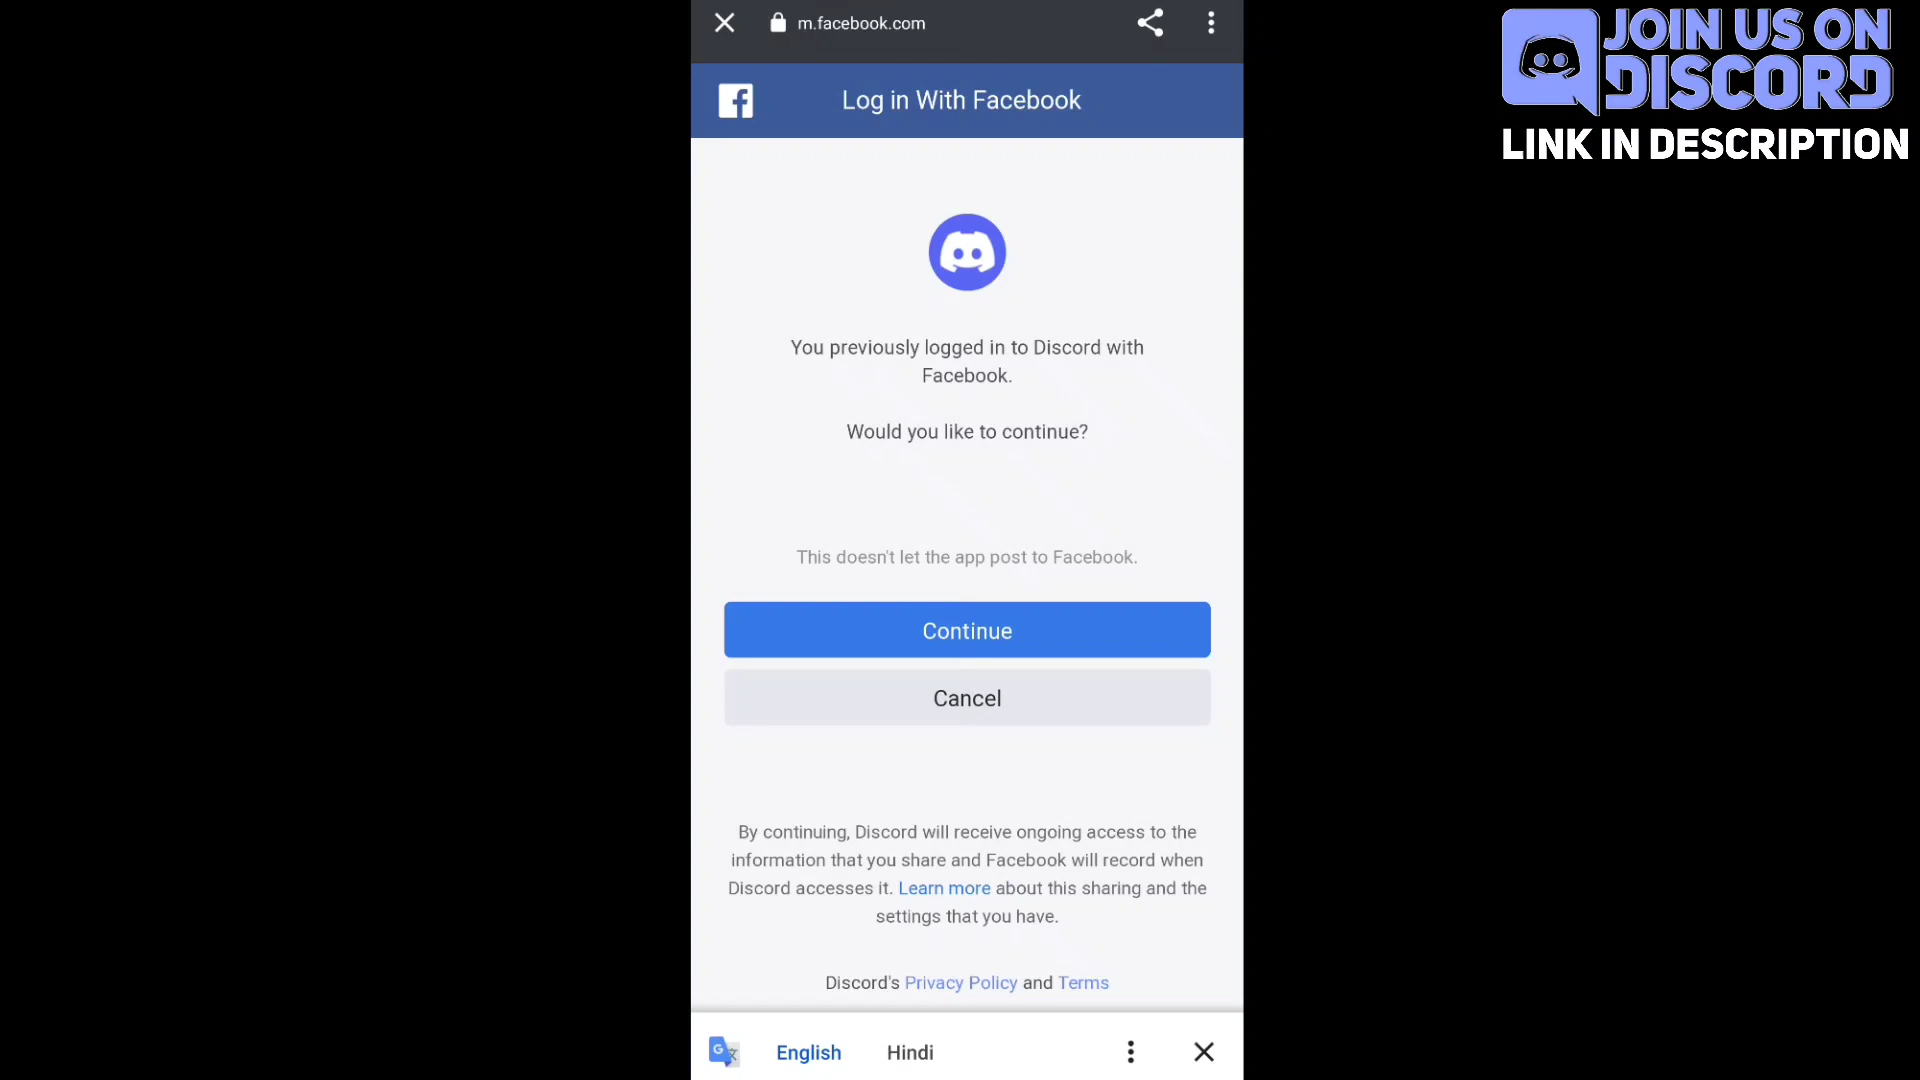 m.facebook.com
JOIN US ON
DISCORD
LINK IN DESCRIPTION
Log in With Facebook
You previously logged in to Discord with
Facebook.
Would you like to continue?
This doesn't let the app post to Facebook.
Continue
Cancel
By continuing, Discord will receive ongoing access to the
information that you share and Facebook will record when
Discord accesses it. Learn more about this sharing and the
settings that you have.
Discord's Privacy Policy and Terms
English Hindi